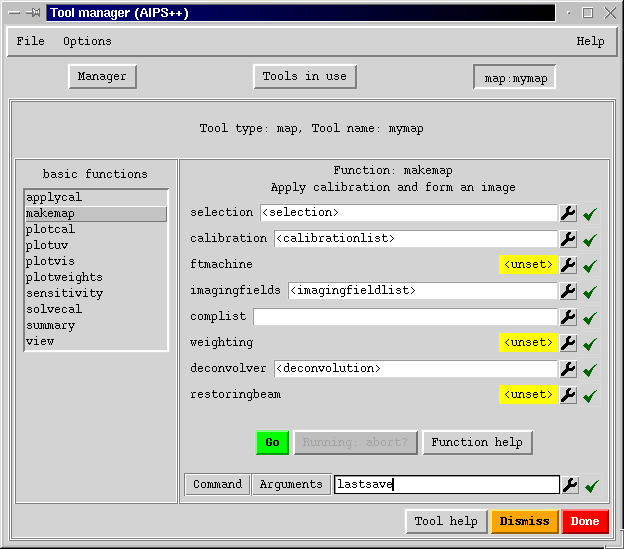 Tool manager (AIPS++)
File Options Help
Manager Tools in use map:mymap
Tool type: map, Tool name: mymap
basic functions
applycal
makemap
plotcal
plotuv
plotvis
plotweights
sensitivity
solvecal
summary
view
Function: makemap
Apply calibration and form an image
selection <selection>
calibration <calibrationlist>
ftmachine <unset>
imagingfields <imagingfieldlist>
complist
weighting <unset>
deconvolver <deconvolution>
restoringbeam <unset>
Go Running: abort? Function help
Command Arguments lastsave
Tool help Dismiss Done